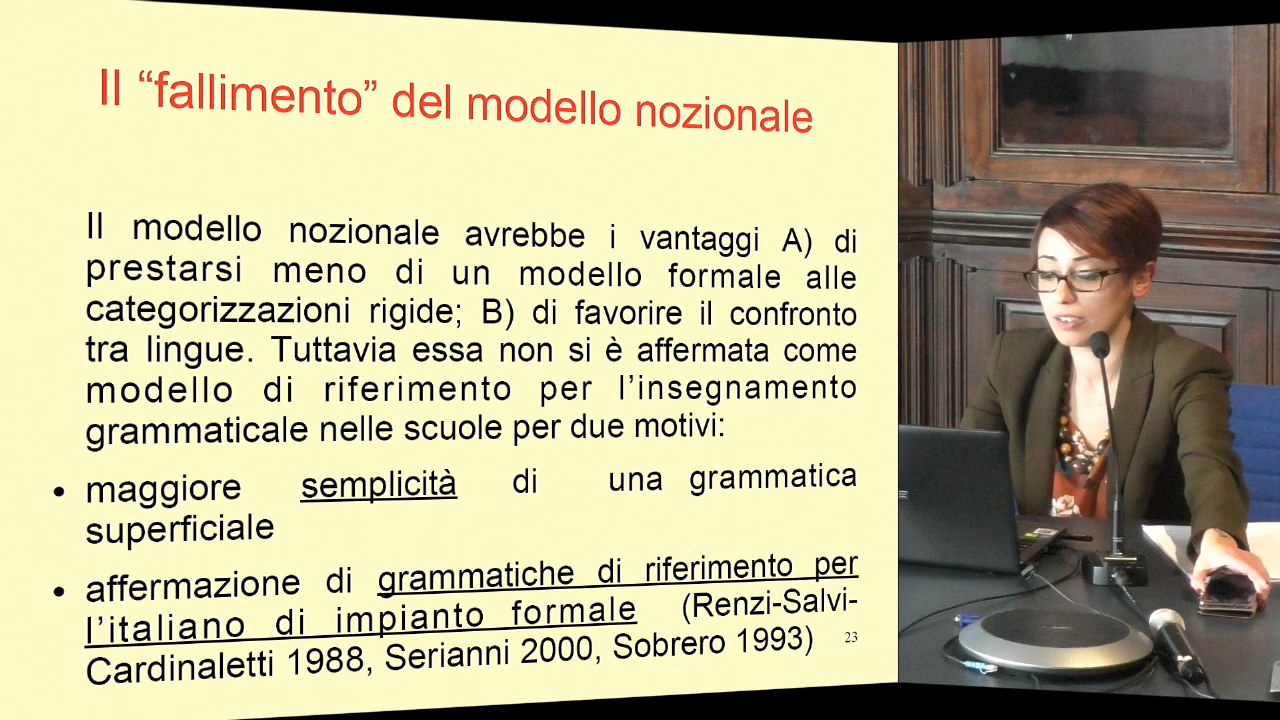 Il “fallimento” del modello nozionale
Il modello nozionale avrebbe i vantaggi A) di
prestarsi meno di un modello formale alle
categorizzazioni rigide; B) di favorire il confronto
tra lingue. Tuttavia essa non si è affermata come
modello di riferimento per l’insegnamento
grammaticale nelle scuole per due motivi:
• maggiore semplicità di una grammatica
superficiale
• affermazione di grammatiche di riferimento per
l’italiano di impianto formale (Renzi-Salvi-
Cardinaletti 1988, Serianni 2000, Sobrero 1993)
23